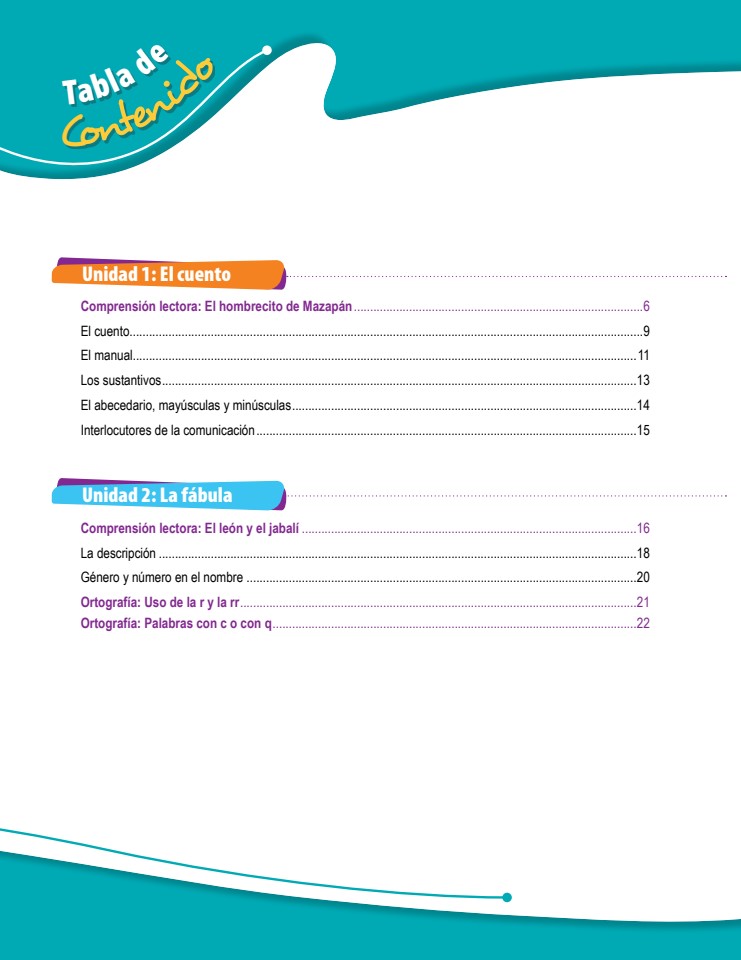 Tabla de
Contenido
Unidad 1: El cuento
Comprensión lectora: El hombrecito de Mazapán 6
El cuento 9
El manual 11
Los sustantivos 13
El abecedario, mayúsculas y minúsculas 14
Interlocutores de la comunicación 15
Unidad 2: La fábula
Comprensión lectora: El león y el jabalí 16
La descripción 18
Género y número en el nombre 20
Ortografía: Uso de la r y la rr 21
Ortografía: Palabras con c o con q 22